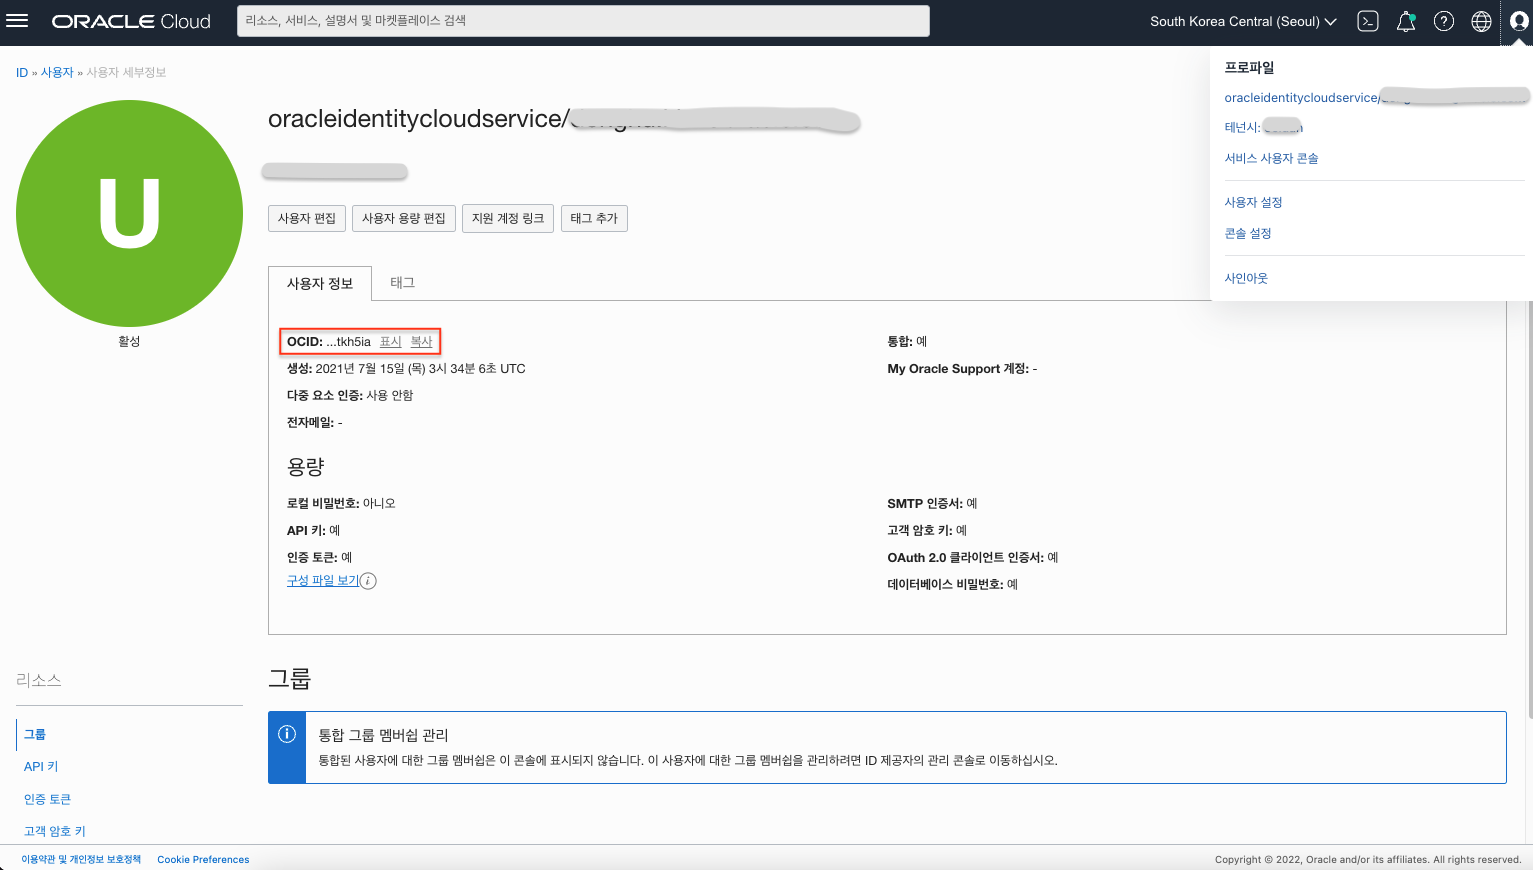 ORACLE Cloud
리소스, 서비스, 설명서 및 마켓플레이스 검색
South Korea Central (Seoul)
ID » 사용자 » 사용자 세부정보
프로파일
oracleidentitycloudservice/
테넌시:
서비스 사용자 콘솔
사용자 설정
콘솔 설정
사인아웃
U
활성
oracleidentitycloudservice/
사용자 편집
사용자 용량 편집
지원 계정 링크
태그 추가
사용자 정보
태그
OCID: ...tkh5ia 표시 복사
생성: 2021년 7월 15일 (목) 3시 34분 6초 UTC
다중 요소 인증: 사용 안함
전자메일: -
통합: 예
My Oracle Support 계정: -
용량
로컬 비밀번호: 아니오
API 키: 예
인증 토큰: 예
구성 파일 보기
SMTP 인증서: 예
고객 암호 키: 예
OAuth 2.0 클라이언트 인증서: 예
데이터베이스 비밀번호: 예
리소스
그룹
API 키
인증 토큰
고객 암호 키
그룹
통합 그룹 멤버쉽 관리
통합된 사용자에 대한 그룹 멤버쉽은 이 콘솔에 표시되지 않습니다. 이 사용자에 대한 그룹 멤버쉽을 관리하려면 ID 제공자의 관리 콘솔로 이동하십시오.
이용약관 및 개인정보 보호정책
Cookie Preferences
Copyright © 2022, Oracle and/or its affiliates. All rights reserved.